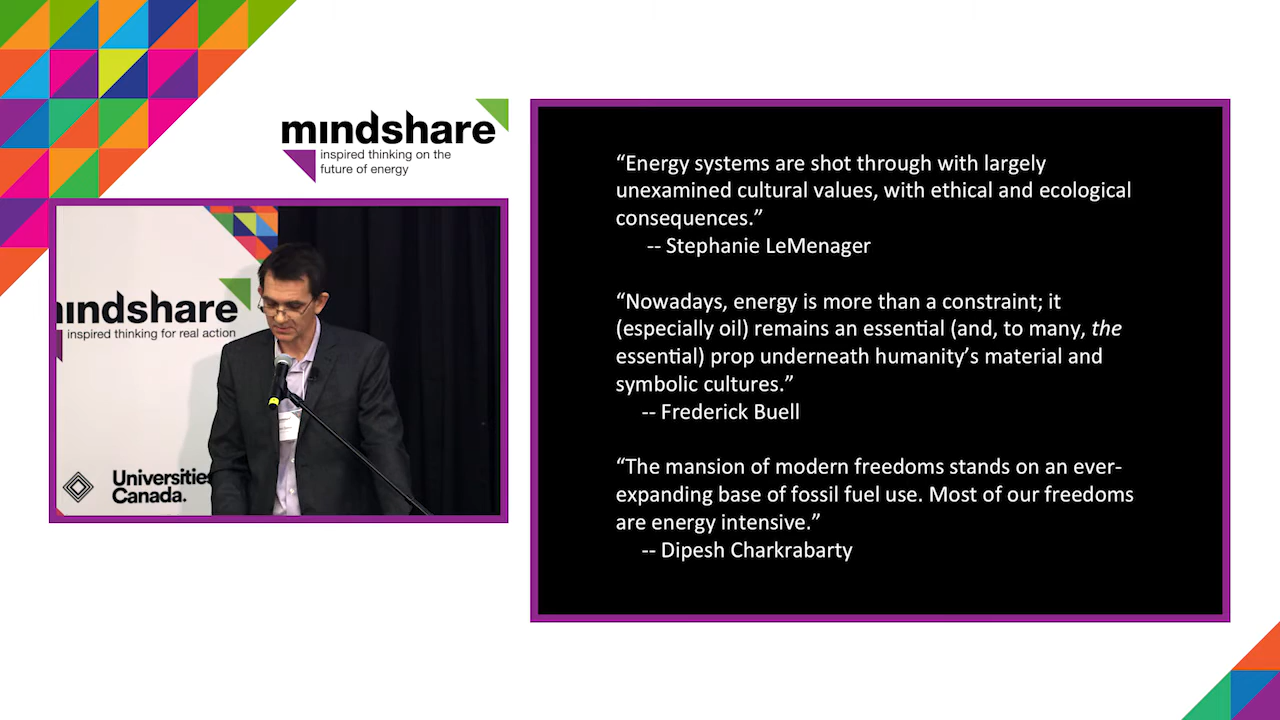 mindshare
inspired thinking on the
future of energy
mindshare
inspired thinking for real action
Universities
Canada.
“Energy systems are shot through with largely
unexamined cultural values, with ethical and ecological
consequences.”
-- Stephanie LeMenager
“Nowadays, energy is more than a constraint; it
(especially oil) remains an essential (and, to many, the
essential) prop underneath humanity’s material and
symbolic cultures.”
-- Frederick Buell
“The mansion of modern freedoms stands on an ever-
expanding base of fossil fuel use. Most of our freedoms
are energy intensive.”
-- Dipesh Charkrabarty